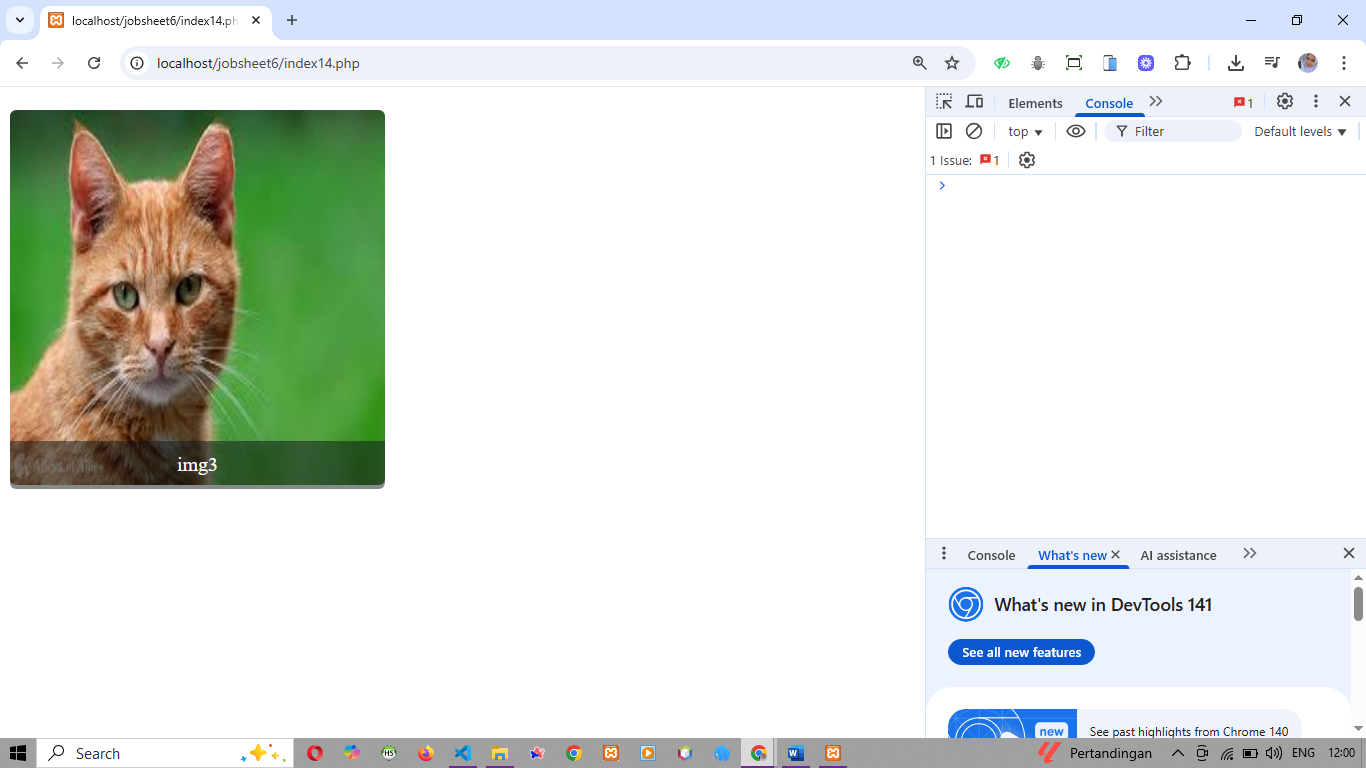 localhost/jobsheet6/index14.ph
localhost/jobsheet6/index14.php
Elements
Console
1
top
Filter
Default levels
1 Issue:
1
img3
Console
What's new
AI assistance
What's new in DevTools 141
See all new features
new
See past highlights from Chrome 140
Search
Pertandingan
ENG
12:00